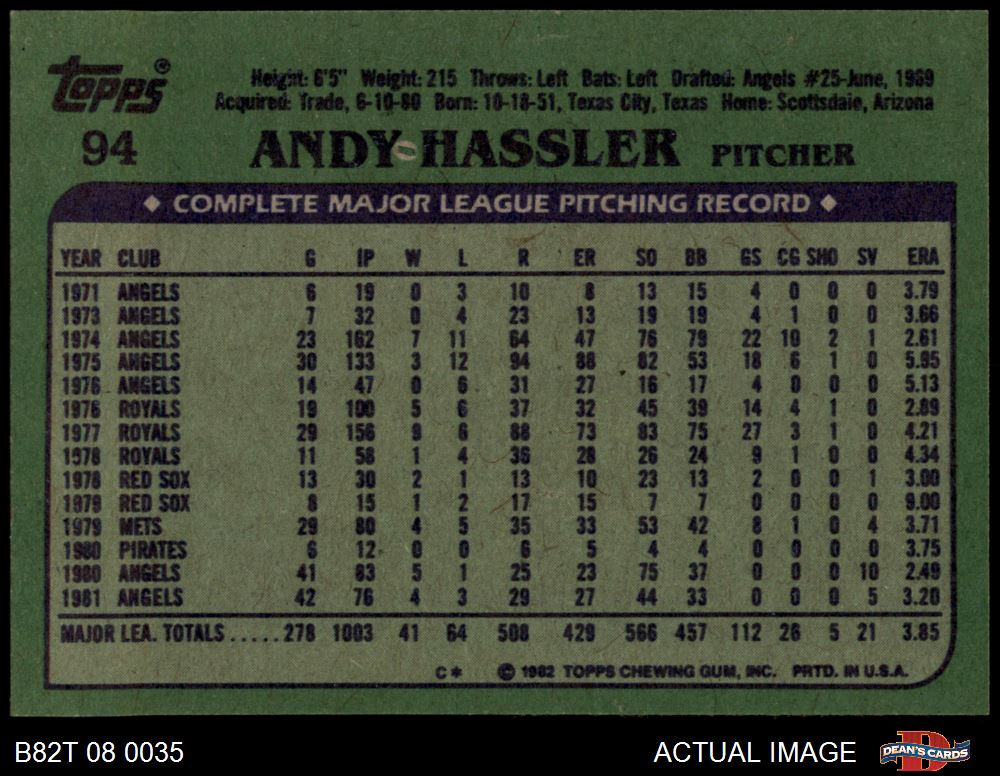 Topps®
Height: 6'5" Weight: 215 Throws: Left Bats: Left Drafted: Angels #25-June, 1969
Acquired: Trade, 6-10-80 Born: 10-18-51, Texas City, Texas Home: Scottsdale, Arizona
94 ANDY HASSLER PITCHER
◆ COMPLETE MAJOR LEAGUE PITCHING RECORD ◆
YEAR CLUB G IP W L R ER SO BB GS CG SHO SV ERA
1971 ANGELS 6 19 0 3 10 8 13 15 4 0 0 0 3.79
1973 ANGELS 7 32 0 4 23 13 19 19 4 1 0 0 3.66
1974 ANGELS 23 162 7 11 64 47 76 79 22 10 2 1 2.61
1975 ANGELS 30 133 3 12 94 88 82 53 18 6 1 0 5.95
1976 ANGELS 14 47 0 6 31 27 16 17 4 0 0 0 5.13
1976 ROYALS 19 100 5 6 37 32 45 39 14 4 1 0 2.89
1977 ROYALS 29 156 9 6 88 73 83 75 27 3 1 0 4.21
1978 ROYALS 11 58 1 4 36 28 26 24 9 1 0 0 4.34
1978 RED SOX 13 30 2 1 13 10 23 13 2 0 0 1 3.00
1979 RED SOX 8 15 1 2 17 15 7 7 0 0 0 0 9.00
1979 METS 29 80 4 5 35 33 53 42 8 1 0 4 3.71
1980 PIRATES 6 12 0 0 6 5 4 4 0 0 0 0 3.75
1980 ANGELS 41 83 5 1 25 23 75 37 0 0 0 10 2.49
1981 ANGELS 42 76 4 3 29 27 44 33 0 0 0 5 3.20
MAJOR LEA. TOTALS.....278 1003 41 64 508 429 566 457 112 26 5 21 3.85
C* © 1982 TOPPS CHEWING GUM, INC. PRTD. IN U.S.A.
B82T 08 0035 ACTUAL IMAGE DEAN'S CARDS